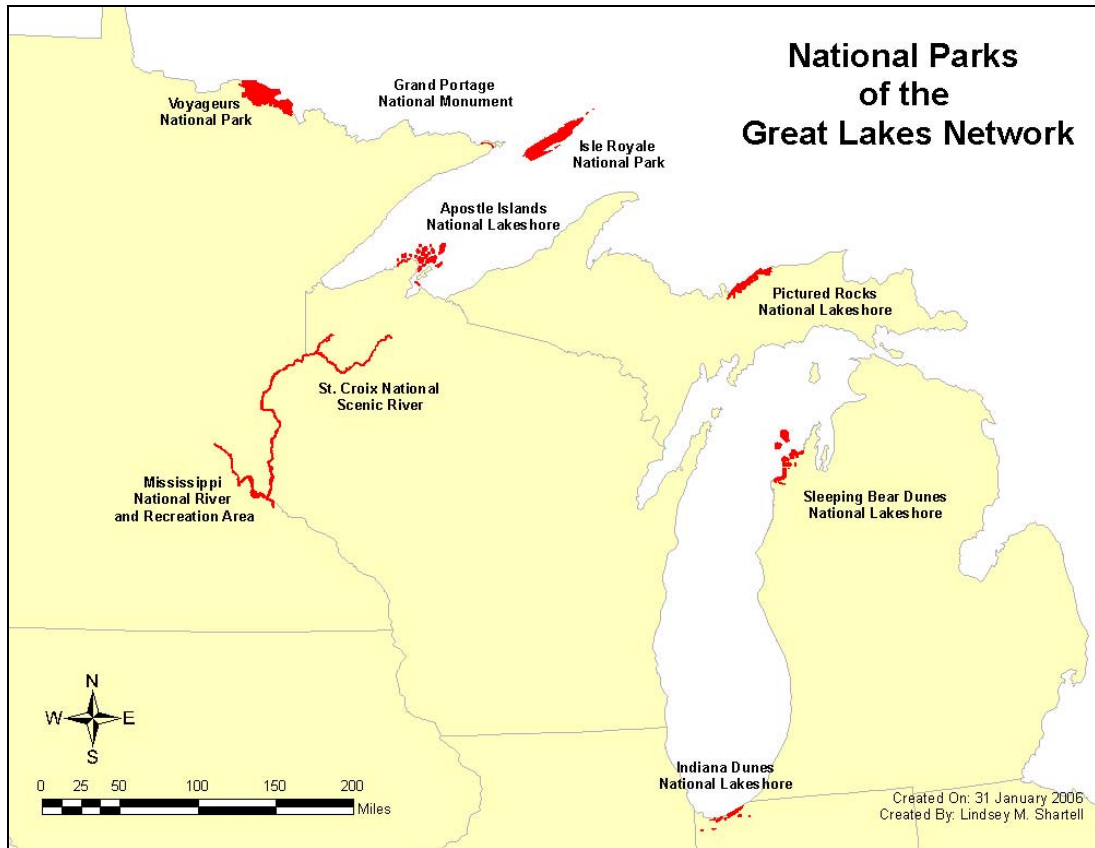 National Parks
of the
Great Lakes Network
Grand Portage
National Monument
Voyageurs
National Park
Isle Royale
National Park
Apostle Islands
National Lakeshore
Pictured Rocks
National Lakeshore
St. Croix National
Scenic River
Mississippi
National River
and Recreation Area
Sleeping Bear Dunes
National Lakeshore
N
W E
S
0 25 50 100 150 200
Miles
Indiana Dunes
National Lakeshore
Created On: 31 January 2006
Created By: Lindsey M. Shartell